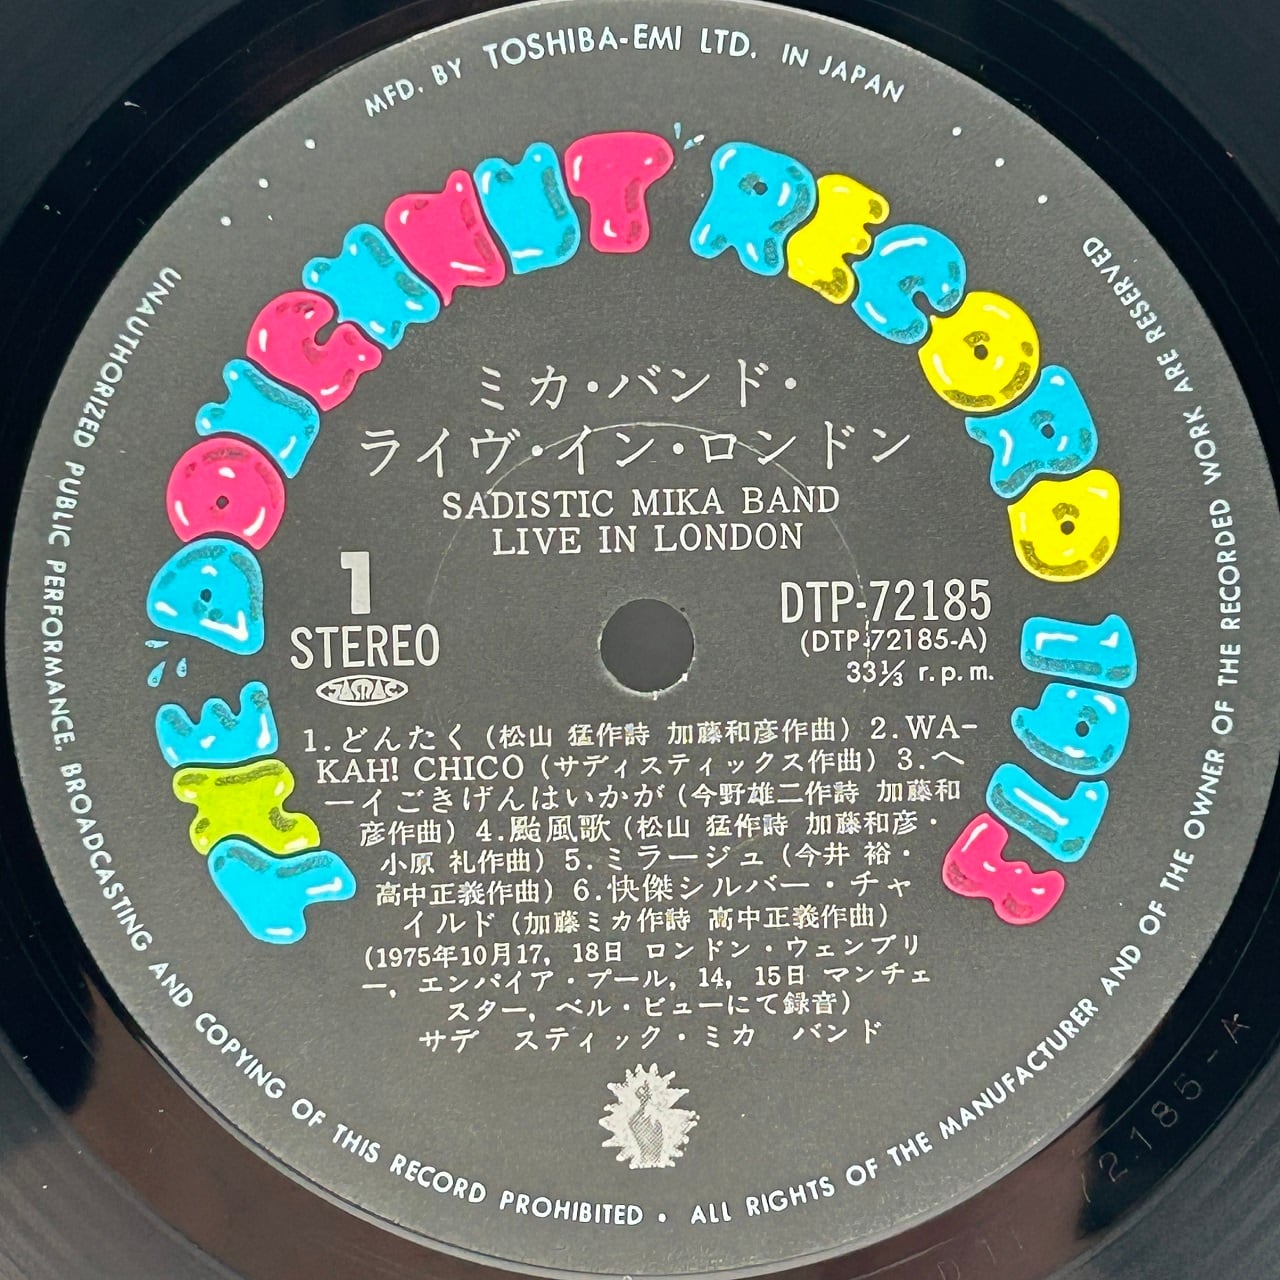 MFD. BY TOSHIBA-EMI LTD. IN JAPAN
THE DOUGHNUT RECORD 1972
ミカ・バンド・
ライヴ・イン・ロンドン
SADISTIC MIKA BAND
LIVE IN LONDON
1
STEREO
JASRAC
DTP-72185
(DTP-72185-A)
33⅓ r.p.m.
1.どんたく (松山 猛作詩 加藤和彦作曲) 2.WA-
KAH! CHICO (サディスティックス作曲) 3.ヘ
ーイごきげんはいかが (今野雄二作詩 加藤和
彦作曲) 4.颱風歌 (松山 猛作詩 加藤和彦・
小原 礼作曲) 5.ミラージュ (今井 裕・
高中正義作曲) 6.快傑シルバー・チャ
イルド (加藤ミカ作詩 高中正義作曲)
(1975年10月17, 18日 ロンドン・ウェンブリ
ー, エンパイア・プール, 14, 15日 マンチェ
スター, ベル・ビューにて録音)
サデ スティック・ミカ バンド
UNAUTHORIZED PUBLIC PERFORMANCE, BROADCASTING AND COPYING OF THIS RECORD PROHIBITED • ALL RIGHTS OF THE MANUFACTURER AND OF THE OWNER OF THE RECORDED WORK ARE RESERVED
2185-A